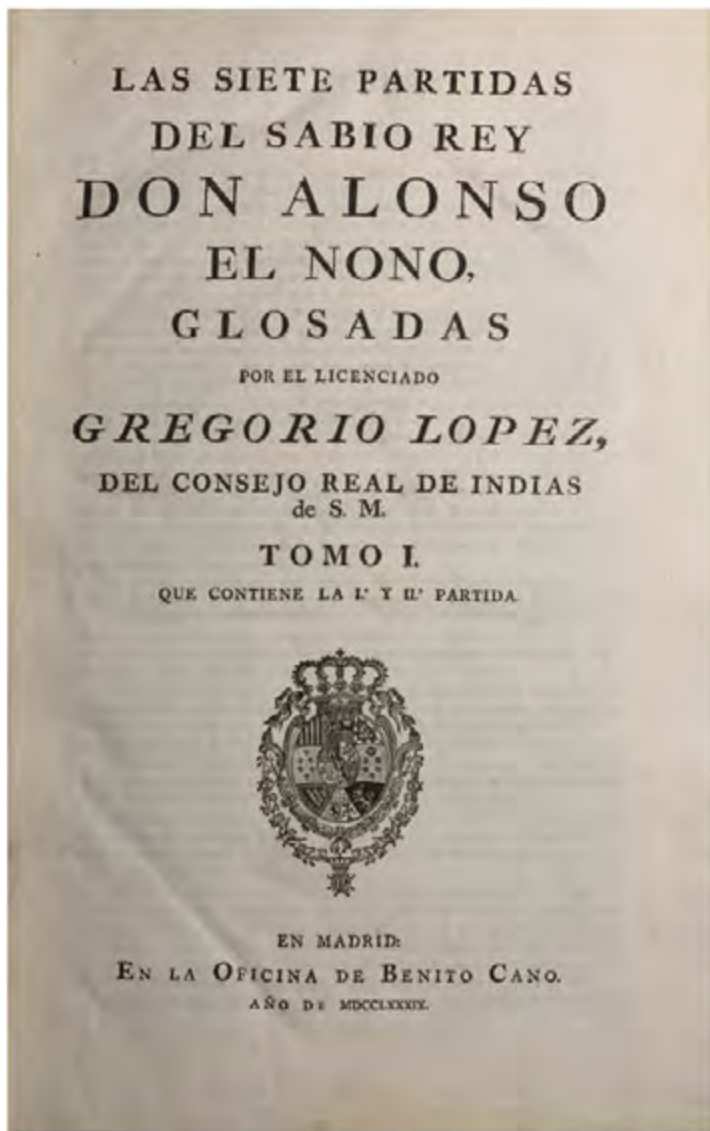 LAS SIETE PARTIDAS
DEL SABIO REY
DON ALONSO
EL NONO,
GLOSADAS
POR EL LICENCIADO
GREGORIO LOPEZ,
DEL CONSEJO REAL DE INDIAS
de S. M.
TOMO I.
QUE CONTIENE LA I.ª Y II.ª PARTIDA.
EN MADRID:
EN LA OFICINA DE BENITO CANO.
AÑO DE MDCCLXXXIX.